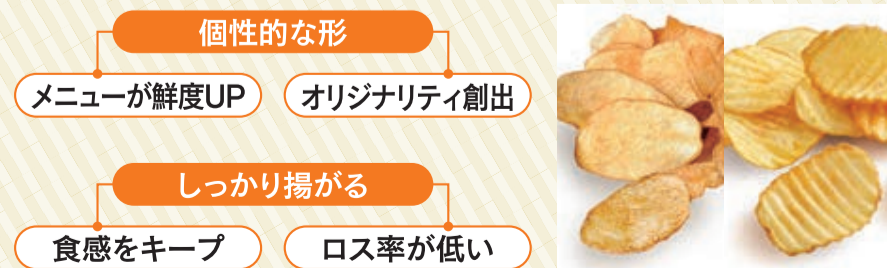 個性的な形
メニューが鮮度UP
オリジナリティ創出
しっかり揚がる
食感をキープ
ロス率が低い